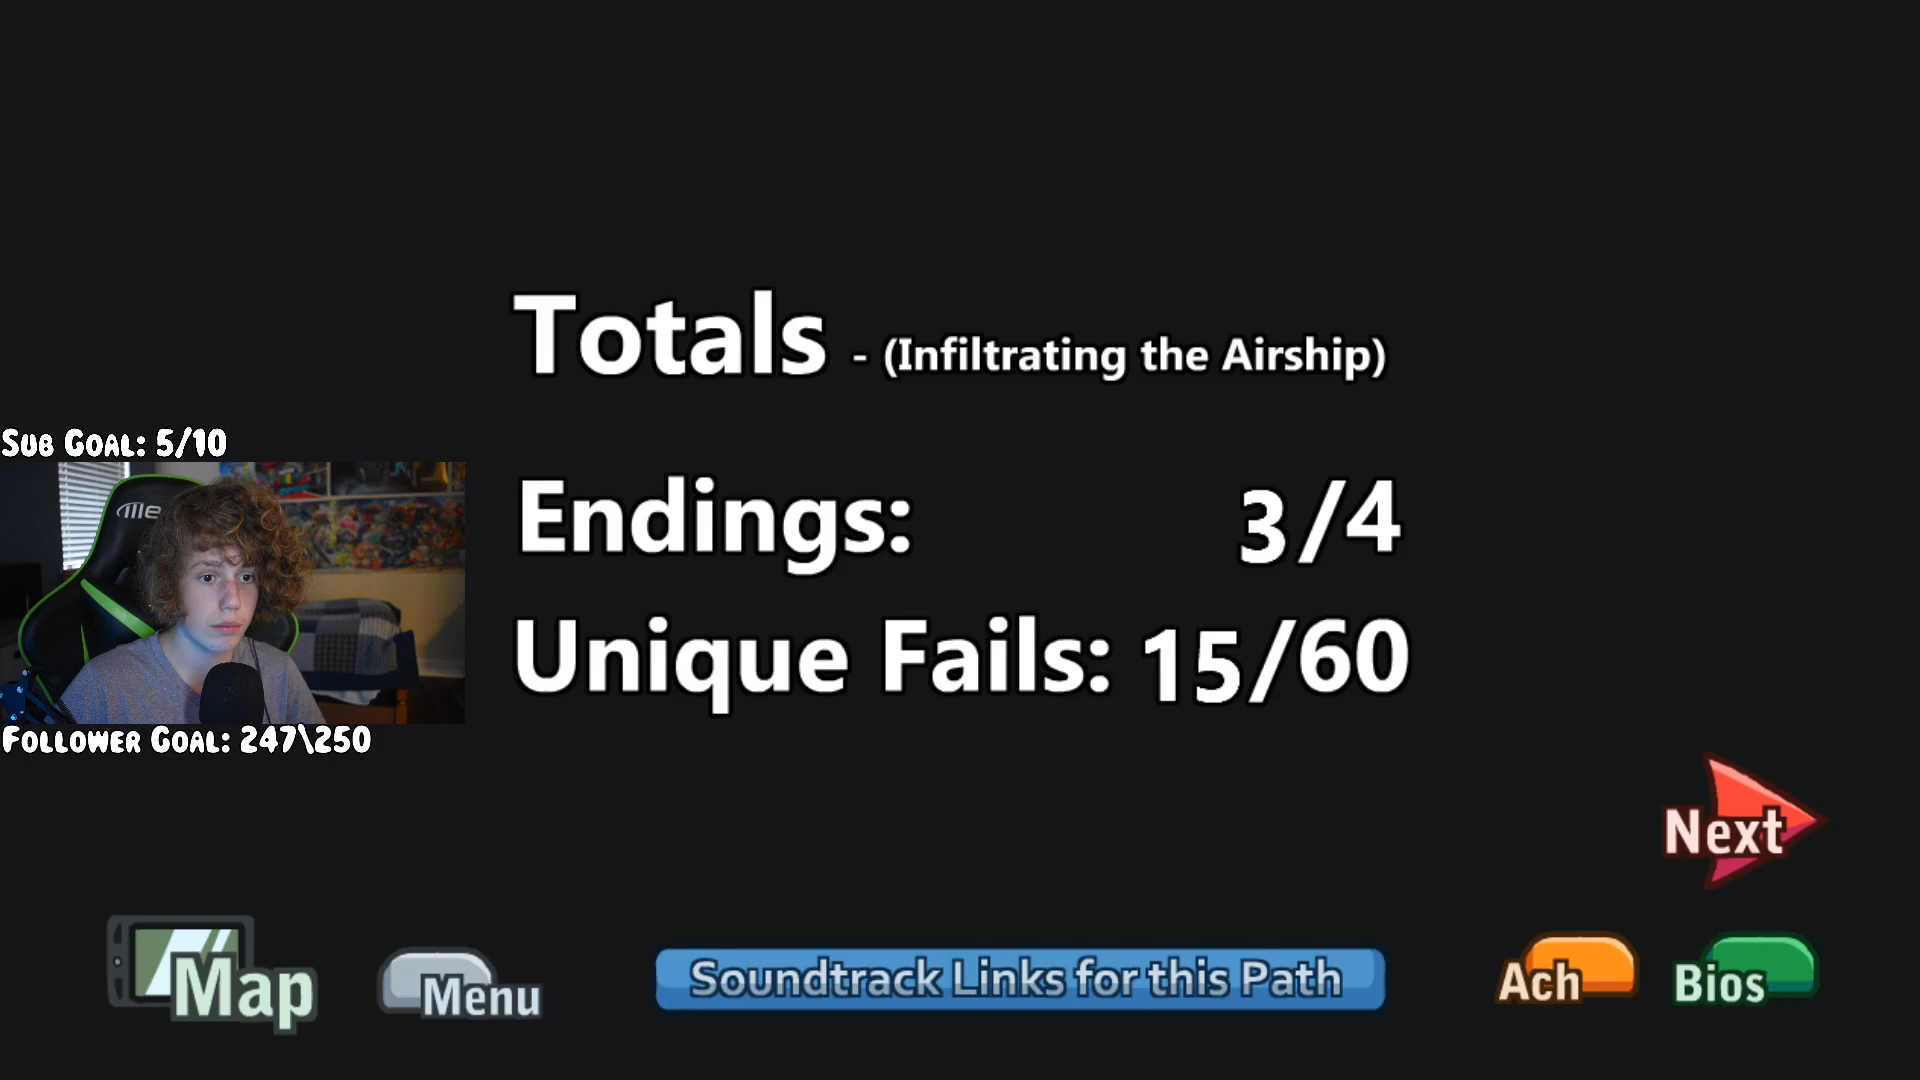 Totals - (Infiltrating the Airship)
SUB GOAL: 5/10
Endings: 3/4
Unique Fails: 15/60
FOLLOWER GOAL: 247\250
Next
Map
Menu
Soundtrack Links for this Path
Ach
Bios